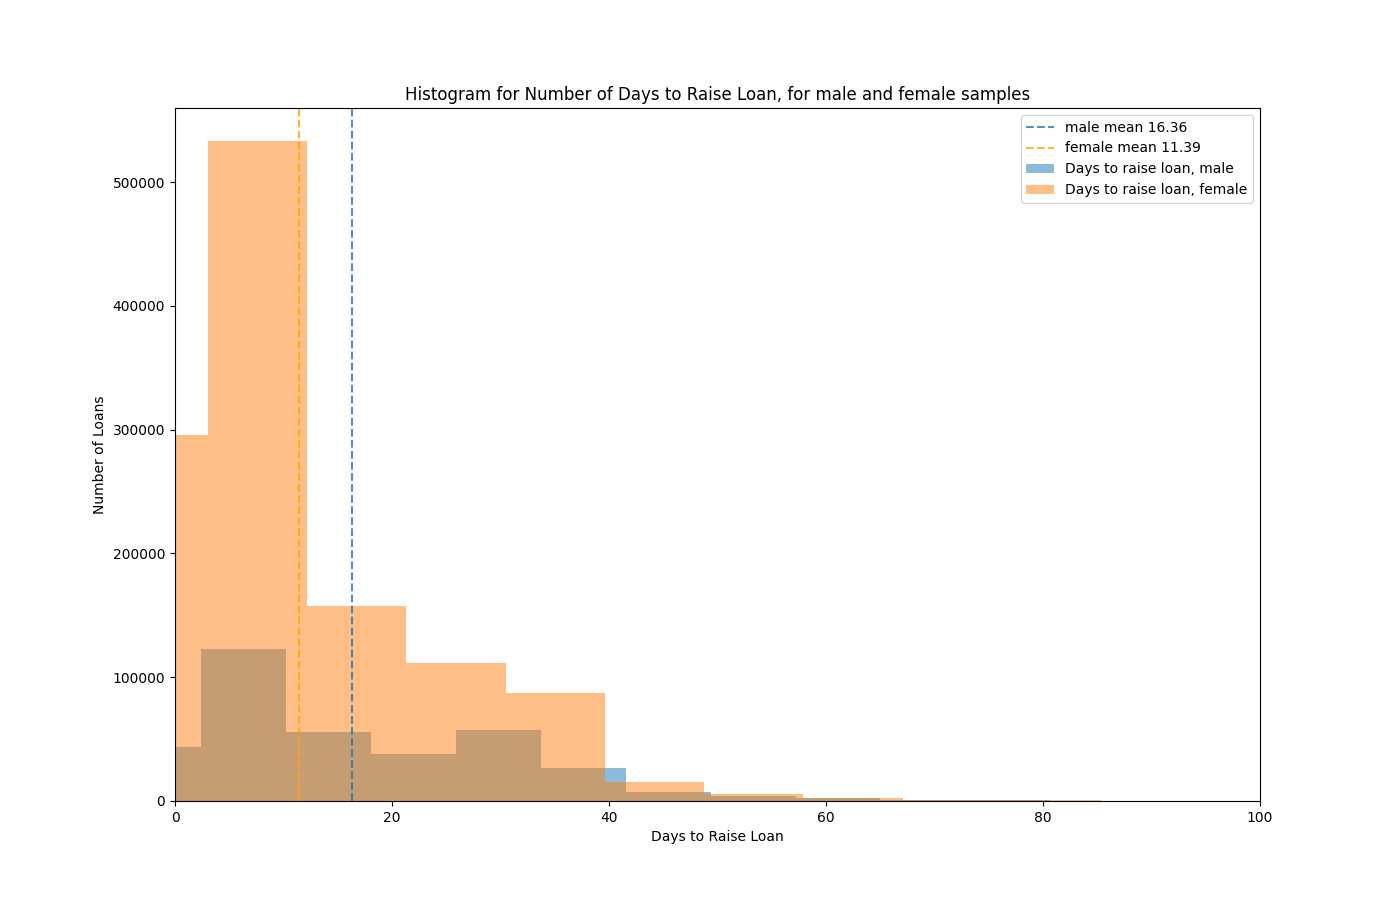 Histogram for Number of Days to Raise Loan, for male and female samples
male mean 16.36
female mean 11.39
Days to raise loan, male
Days to raise loan, female
500000
400000
300000
200000
100000
0
Number of Loans
0 20 40 60 80 100
Days to Raise Loan